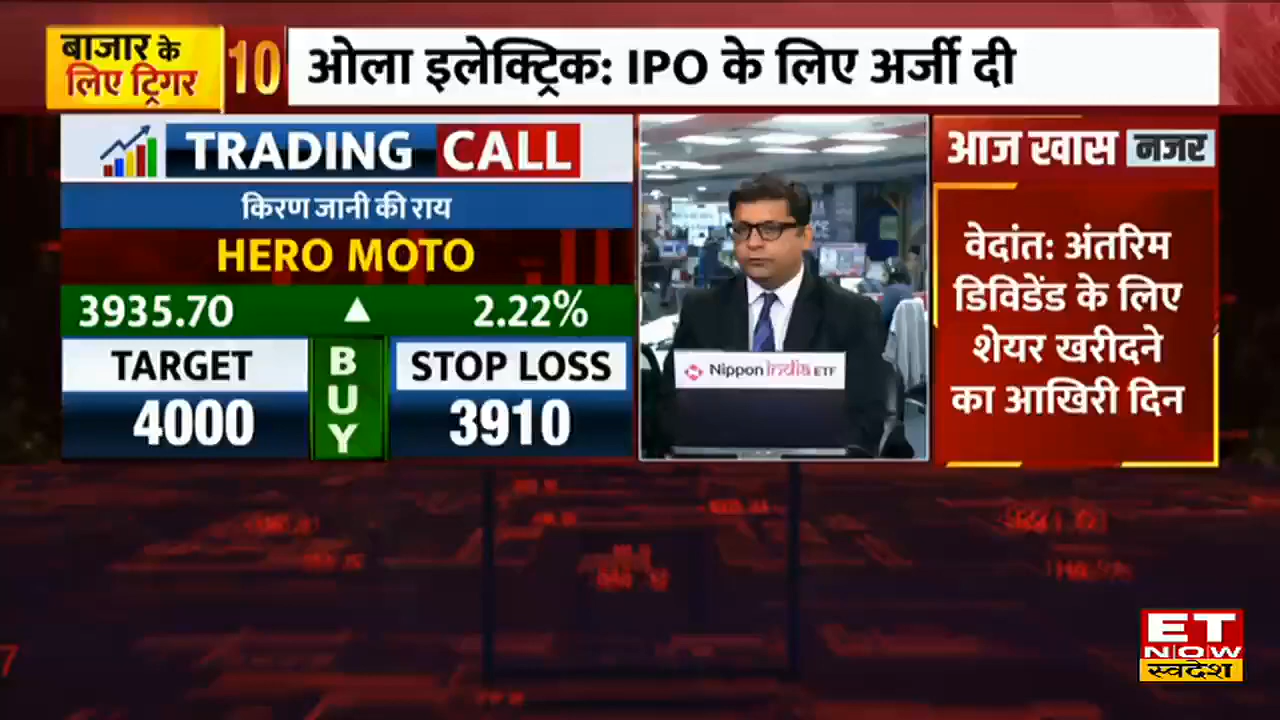 बाजार के
लिए ट्रिगर
10
ओला इलेक्ट्रिक: IPO के लिए अर्जी दी
TRADING CALL
किरण जानी की राय
HERO MOTO
3935.70 ▲ 2.22%
TARGET
4000
BUY
STOP LOSS
3910
Nippon india ETF
आज खास नजर
वेदांत: अंतरिम
डिविडेंड के लिए
शेयर खरीदने
का आखिरी दिन
ET
NOW
स्वदेश